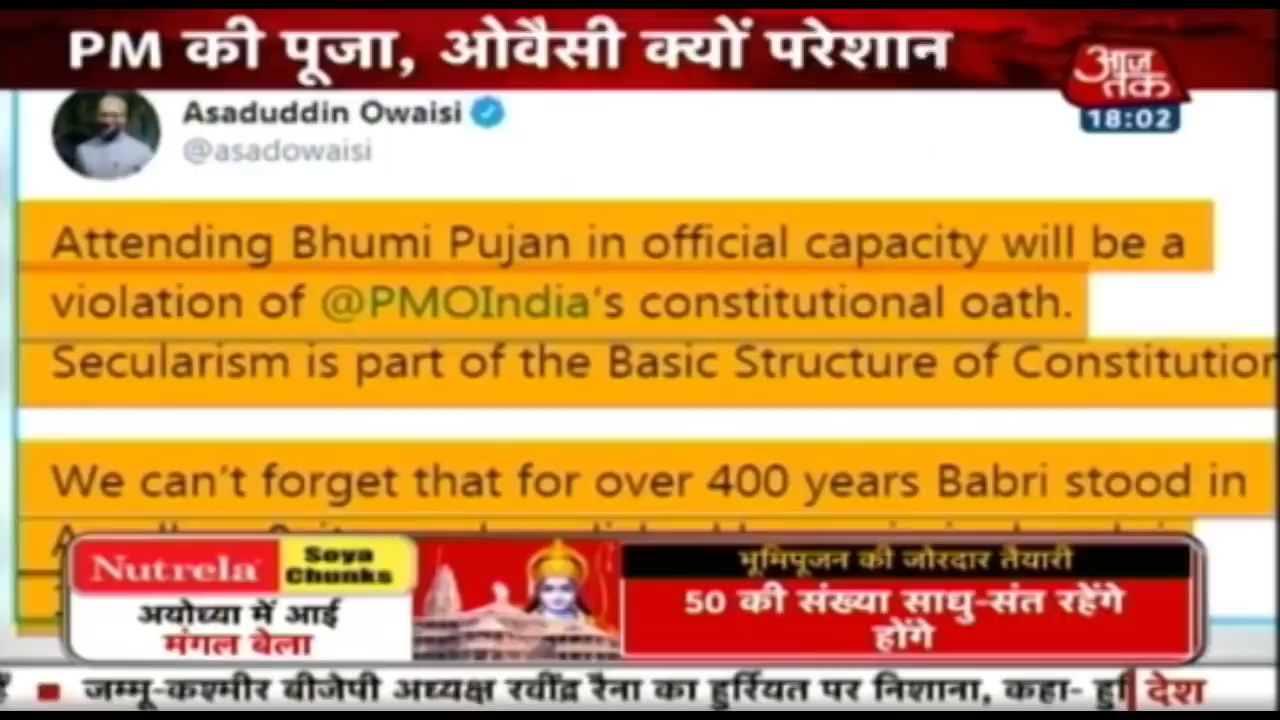 PM की पूजा, ओवैसी क्यों परेशान
आज तक
18:02
Asaduddin Owaisi
@asadowaisi
Attending Bhumi Pujan in official capacity will be a
violation of @PMOIndia's constitutional oath.
Secularism is part of the Basic Structure of Constitution
We can't forget that for over 400 years Babri stood in
Nutrela
Soya
Chunks
अयोध्या में आई
मंगल बेला
भूमिपूजन की जोरदार तैयारी
50 की संख्या साधु-संत रहेंगे
होंगे
जम्मू-कश्मीर बीजेपी अध्यक्ष रवींद्र रैना का हुर्रियत पर निशाना, कहा-
देश